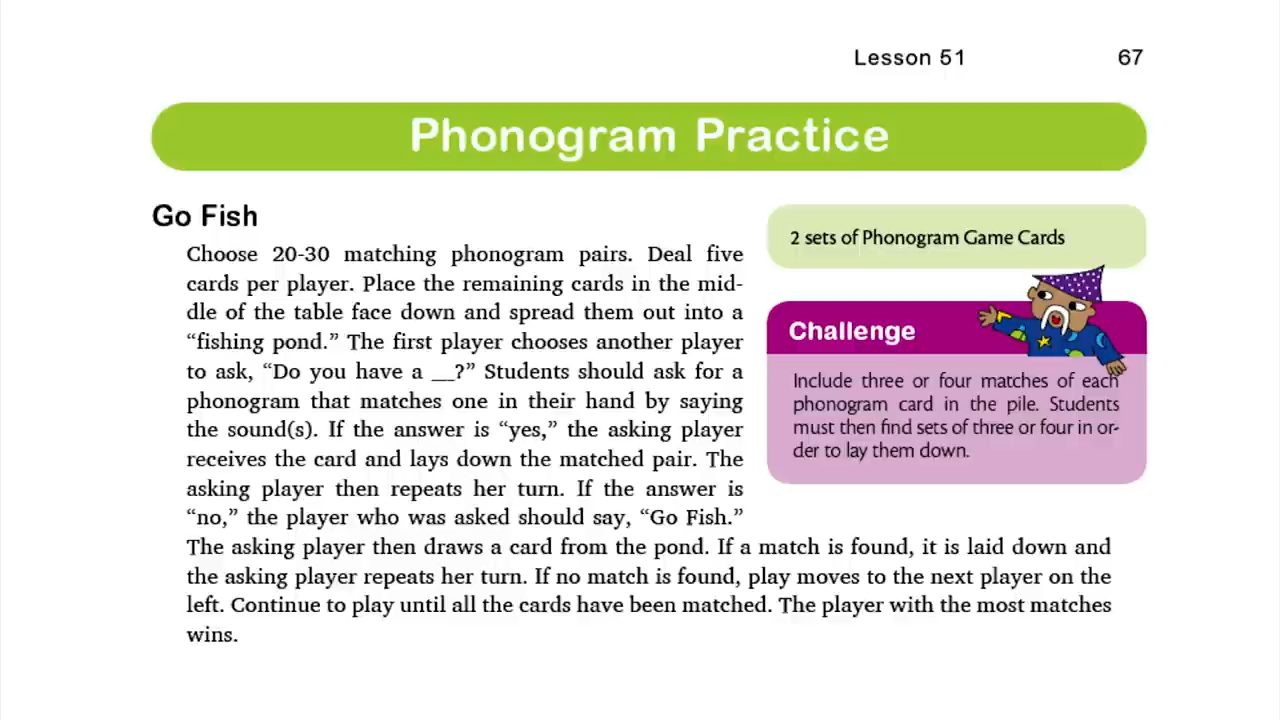 Lesson 51 67
Phonogram Practice
Go Fish
Choose 20-30 matching phonogram pairs. Deal five
cards per player. Place the remaining cards in the mid-
dle of the table face down and spread them out into a
“fishing pond.” The first player chooses another player
to ask, “Do you have a __?” Students should ask for a
phonogram that matches one in their hand by saying
the sound(s). If the answer is “yes,” the asking player
receives the card and lays down the matched pair. The
asking player then repeats her turn. If the answer is
“no,” the player who was asked should say, “Go Fish.”
The asking player then draws a card from the pond. If a match is found, it is laid down and
the asking player repeats her turn. If no match is found, play moves to the next player on the
left. Continue to play until all the cards have been matched. The player with the most matches
wins.
2 sets of Phonogram Game Cards
Challenge
Include three or four matches of each
phonogram card in the pile. Students
must then find sets of three or four in or-
der to lay them down.